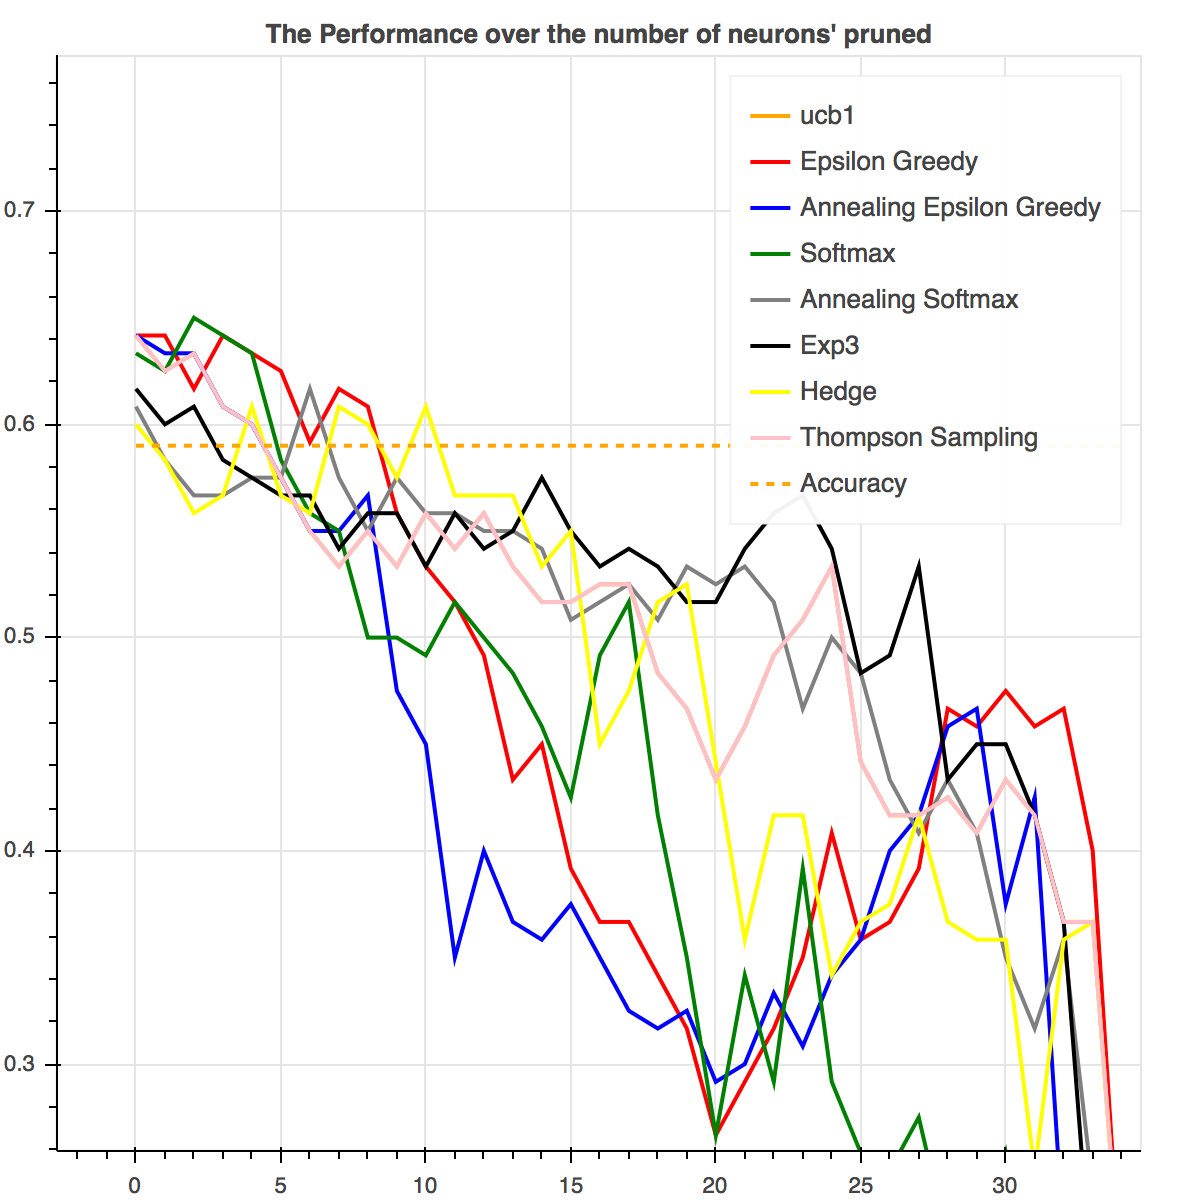 The Performance over the number of neurons' pruned
ucb1
Epsilon Greedy
Annealing Epsilon Greedy
Softmax
Annealing Softmax
Exp3
Hedge
Thompson Sampling
Accuracy
0.7
0.6
0.5
0.4
0.3
0 5 10 15 20 25 30